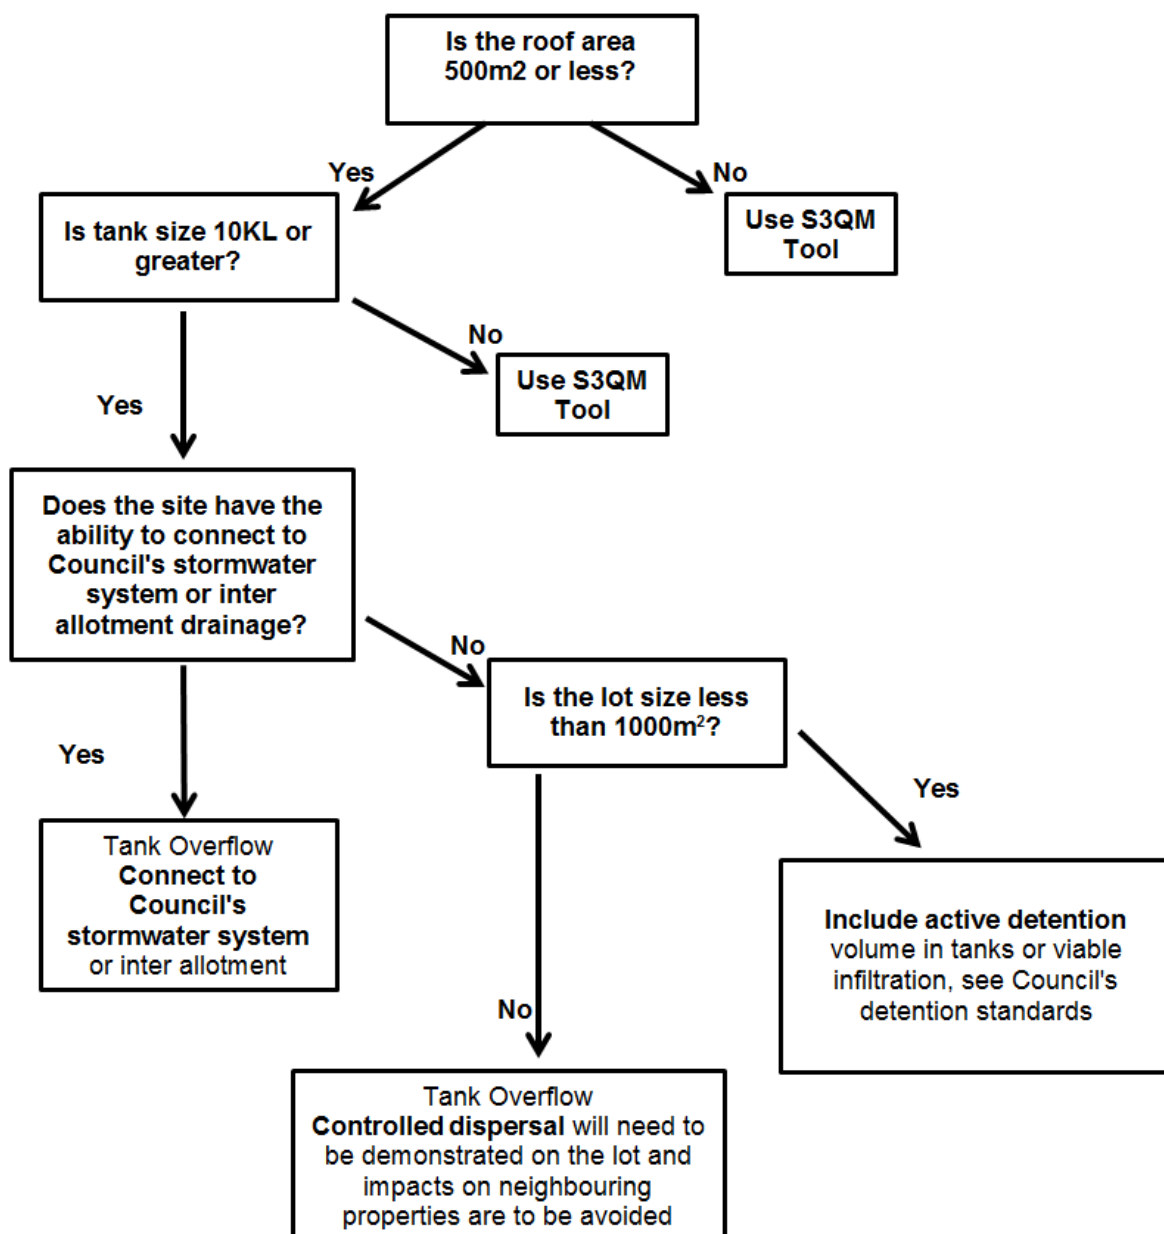 Is the roof area
500m2 or less?
Yes
No
Is tank size 10KL or
greater?
Use S3QM
Tool
No
Use S3QM
Tool
Yes
Does the site have the
ability to connect to
Council's stormwater
system or inter
allotment drainage?
No
Is the lot size less
than 1000m²?
Yes
Yes
Tank Overflow
Connect to
Council's
stormwater system
or inter allotment
Include active detention
volume in tanks or viable
infiltration, see Council's
detention standards
No
Tank Overflow
Controlled dispersal will need to
be demonstrated on the lot and
impacts on neighbouring
properties are to be avoided